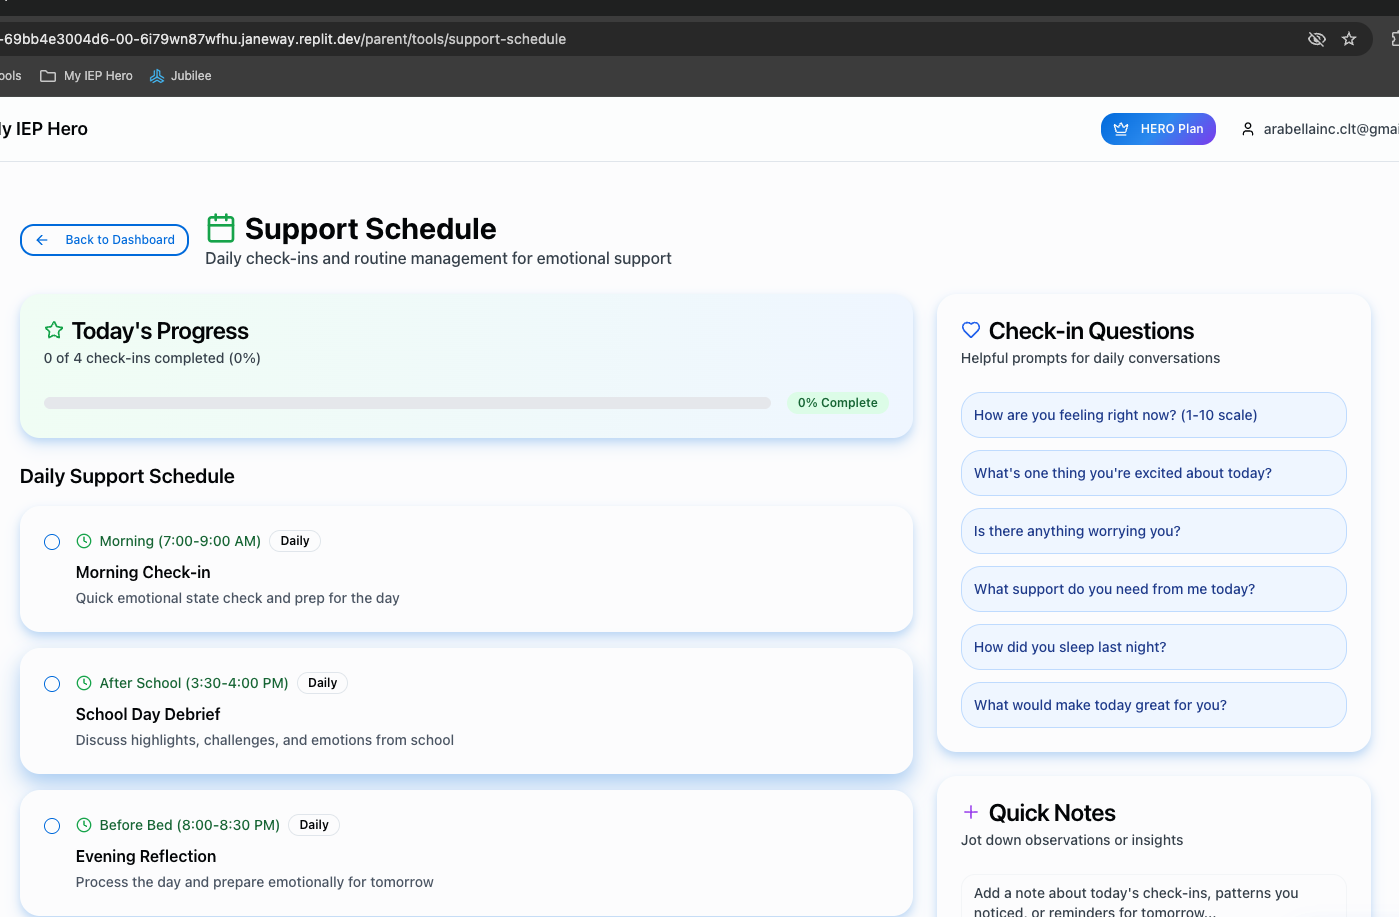 -69bb4e3004d6-00-6i79wn87wfhu.janeway.replit.dev/parent/tools/support-schedule
ools
My IEP Hero
Jubilee
ly IEP Hero
HERO Plan
arabellainc.clt@gmai
Back to Dashboard
Support Schedule
Daily check-ins and routine management for emotional support
Today's Progress
0 of 4 check-ins completed (0%)
0% Complete
Daily Support Schedule
Morning (7:00-9:00 AM)
Daily
Morning Check-in
Quick emotional state check and prep for the day
After School (3:30-4:00 PM)
Daily
School Day Debrief
Discuss highlights, challenges, and emotions from school
Before Bed (8:00-8:30 PM)
Daily
Evening Reflection
Process the day and prepare emotionally for tomorrow
Check-in Questions
Helpful prompts for daily conversations
How are you feeling right now? (1-10 scale)
What's one thing you're excited about today?
Is there anything worrying you?
What support do you need from me today?
How did you sleep last night?
What would make today great for you?
Quick Notes
Jot down observations or insights
Add a note about today's check-ins, patterns you
noticed, or reminders for tomorrow...